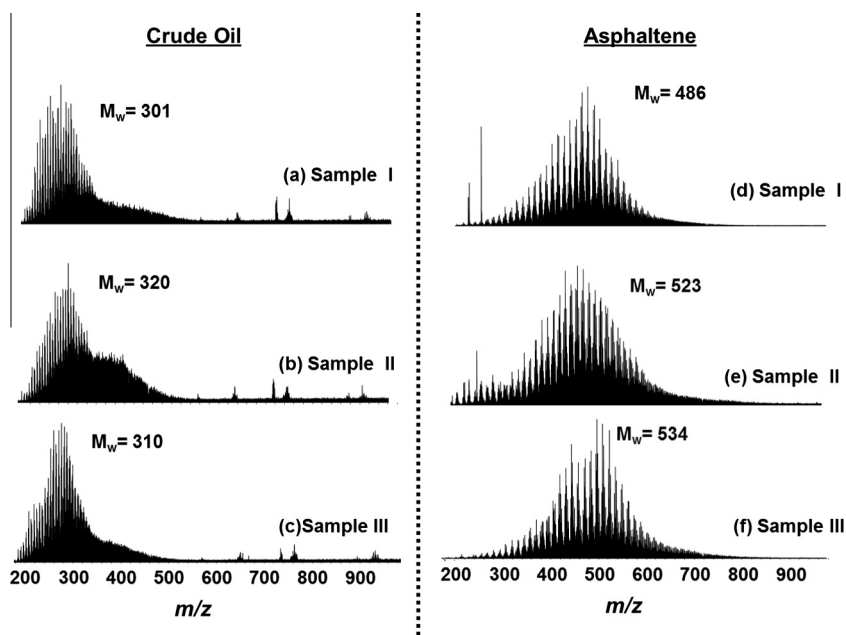 Crude Oil
Mw= 301
(a) Sample I
Mw= 320
(b) Sample II
Mw= 310
(c)Sample III
200 300 400 500 600 700 800 900
m/z
Asphaltene
Mw= 486
(d) Sample I
Mw= 523
(e) Sample II
Mw= 534
(f) Sample III
200 300 400 500 600 700 800 900
m/z